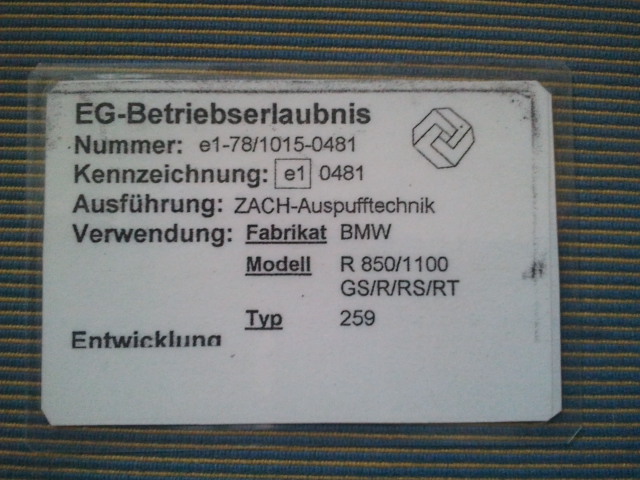 EG-Betriebserlaubnis
Nummer: e1-78/1015-0481
Kennzeichnung: e1 0481
Ausführung: ZACH-Auspufftechnik
Verwendung: Fabrikat BMW
Modell R 850/1100
GS/R/RS/RT
Typ 259
Entwicklung